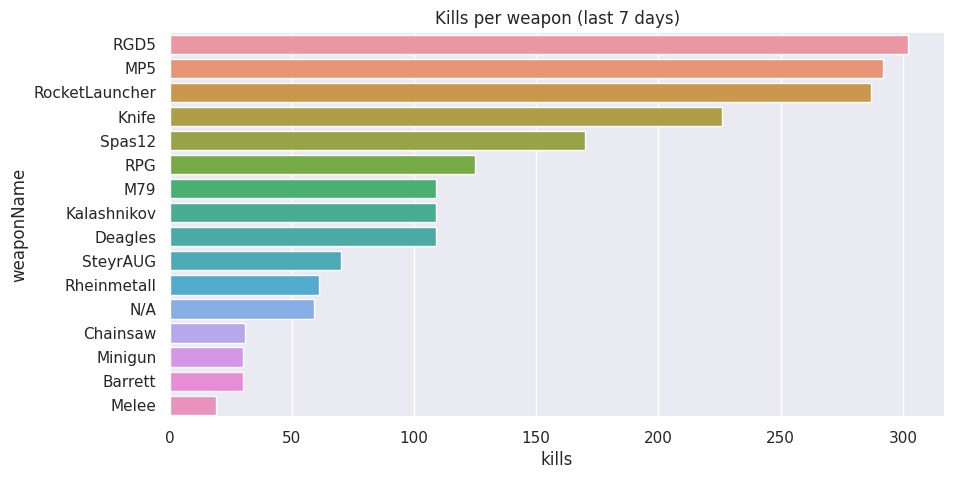 Kills per weapon (last 7 days)
weaponName
RGD5
MP5
RocketLauncher
Knife
Spas12
RPG
M79
Kalashnikov
Deagles
SteyrAUG
Rheinmetall
N/A
Chainsaw
Minigun
Barrett
Melee
0 50 100 150 200 250 300
kills